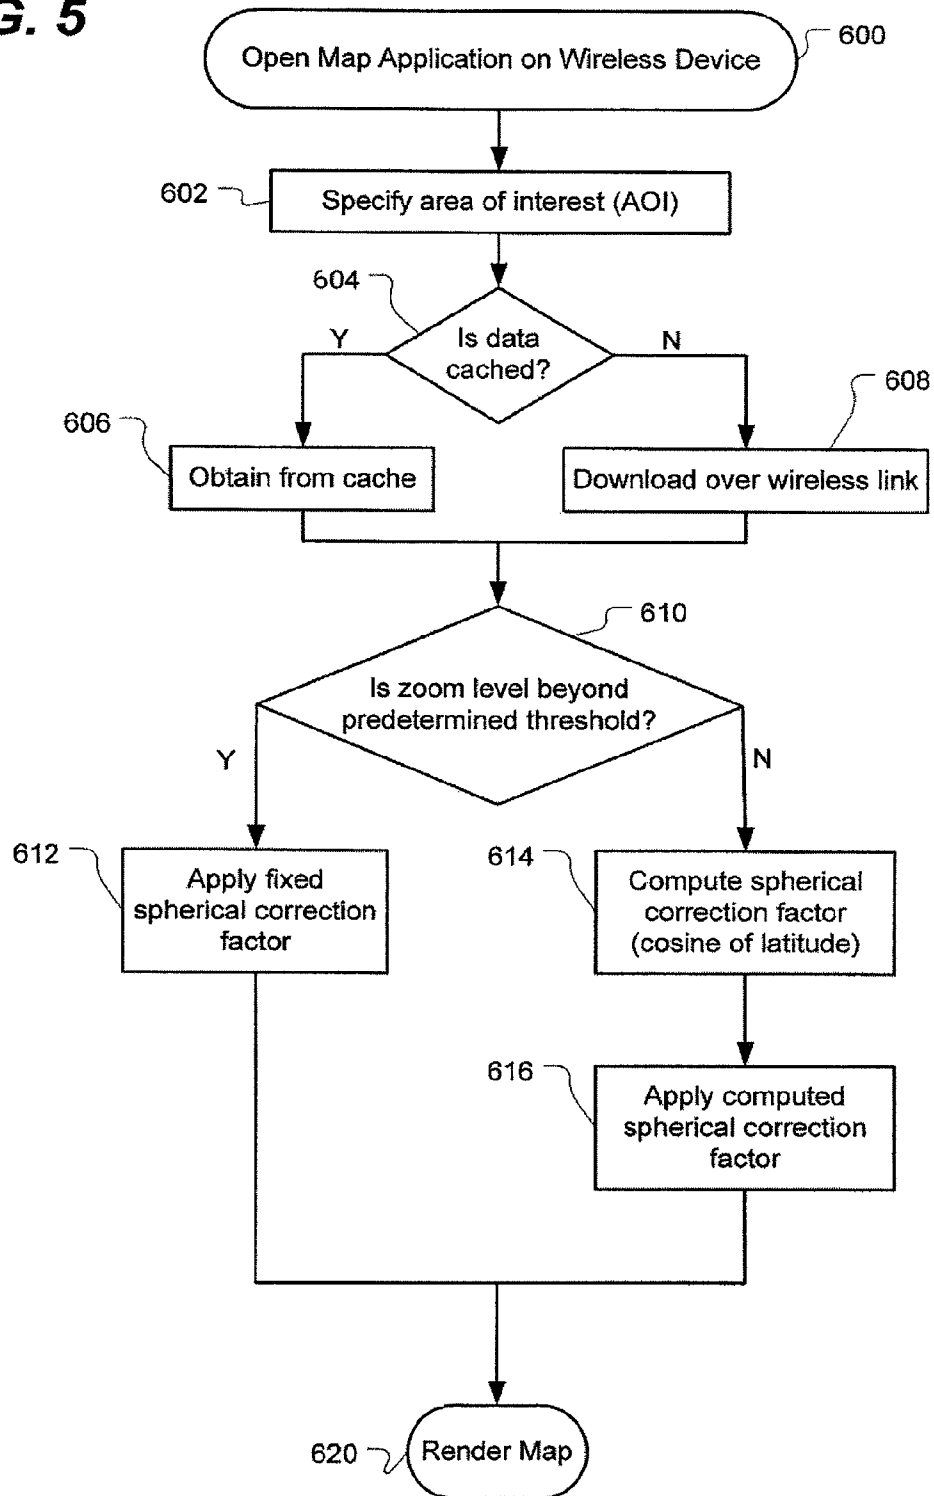 G. 5
Open Map Application on Wireless Device
600
602
Specify area of interest (AOI)
604
Is data
cached?
Y
N
606
608
Obtain from cache
Download over wireless link
610
Is zoom level beyond
predetermined threshold?
Y
N
612
614
Apply fixed
spherical correction
factor
Compute spherical
correction factor
(cosine of latitude)
616
Apply computed
spherical correction
factor
620
Render Map